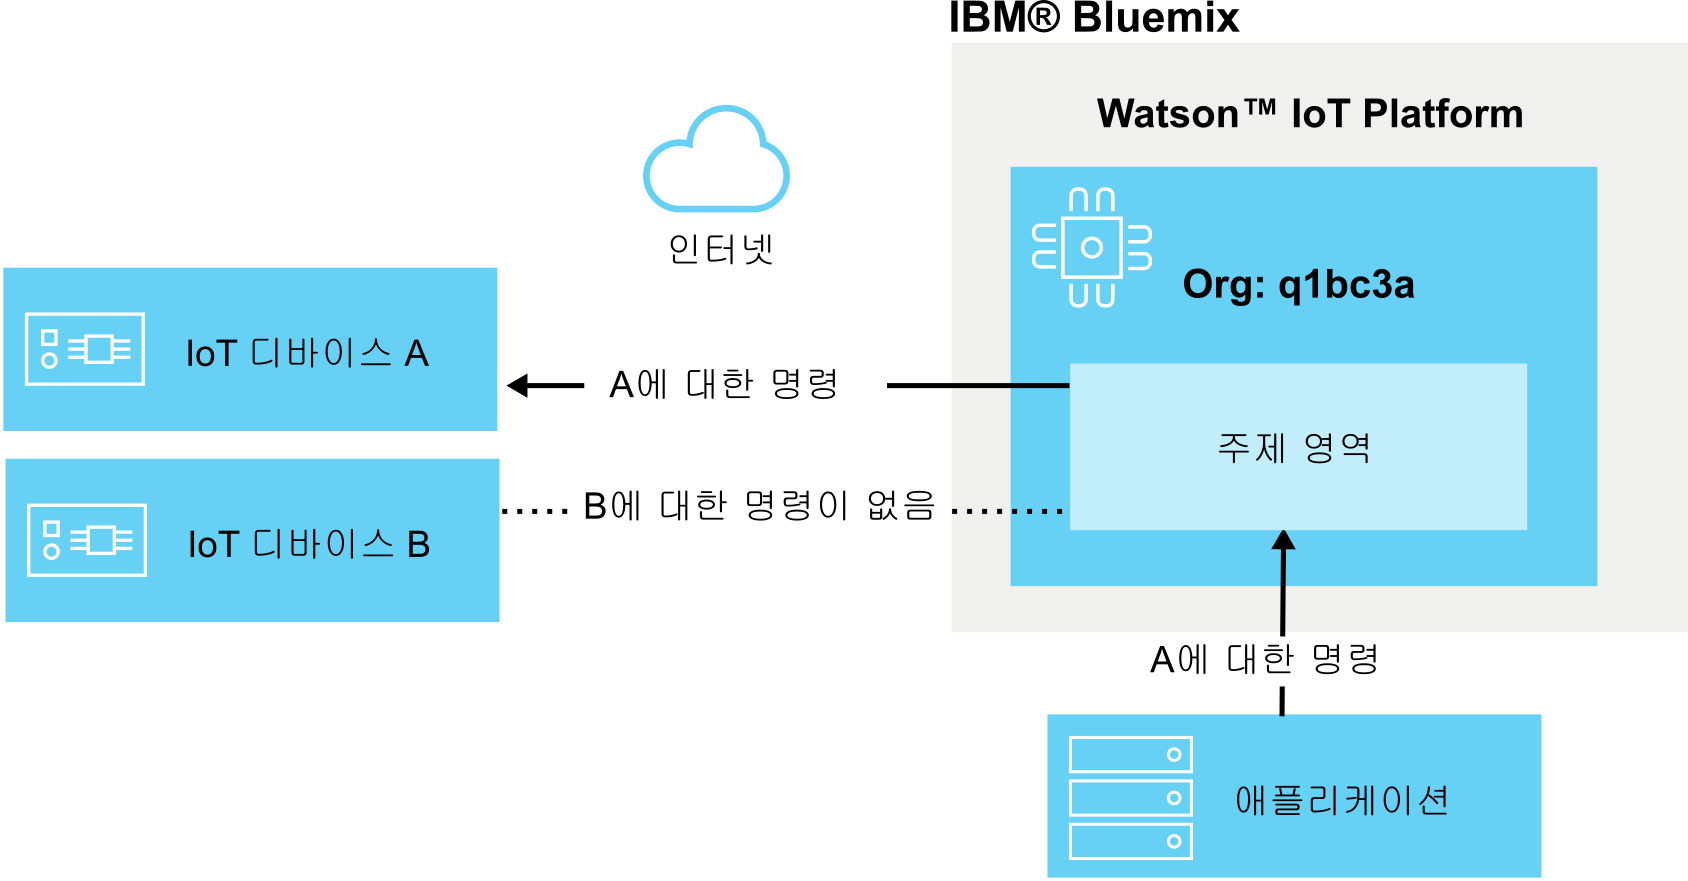 IBM® Bluemix
Watson™ IoT Platform
인터넷
Org: q1bc3a
IoT 디바이스 A
A에 대한 명령
주제 영역
B에 대한 명령이 없음
IoT 디바이스 B
A에 대한 명령
애플리케이션